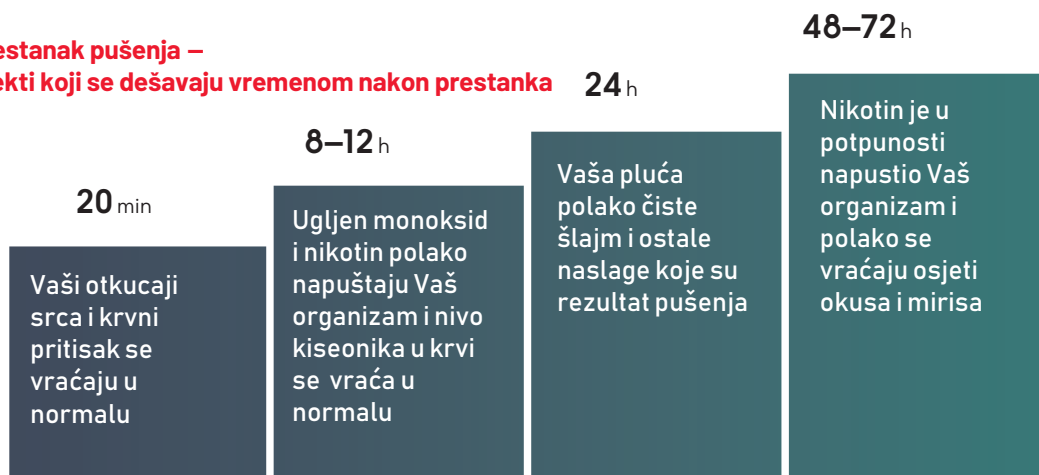 estanak pušenja –
ekti koji se dešavaju vremenom nakon prestanka
20 min
Vaši otkucaji
srca i krvni
pritisak se
vraćaju u
normalu
8–12 h
Ugljen monoksid
i nikotin polako
napuštaju Vaš
organizam i nivo
kiseonika u krvi
se vraća u
normalu
24 h
Vaša pluća
polako čiste
šlajm i ostale
naslage koje su
rezultat pušenja
48–72 h
Nikotin je u
potpunosti
napustio Vaš
organizam i
polako se
vraćaju osjeti
okusa i mirisa